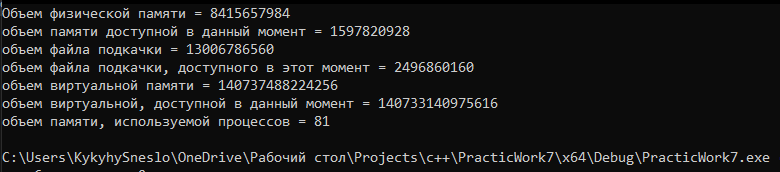 Объем физической памяти = 8415657984
объем памяти доступной в данный момент = 1597820928
объем файла подкачки = 13006786560
объем файла подкачки, доступного в этот момент = 2496860160
объем виртуальной памяти = 140737488224256
объем виртуальной, доступной в данный момент = 140733140975616
объем памяти, используемой процессов = 81
C:\Users\KykyhySneslo\OneDrive\Рабочий стол\Projects\c++\PracticWork7\x64\Debug\PracticWork7.exe